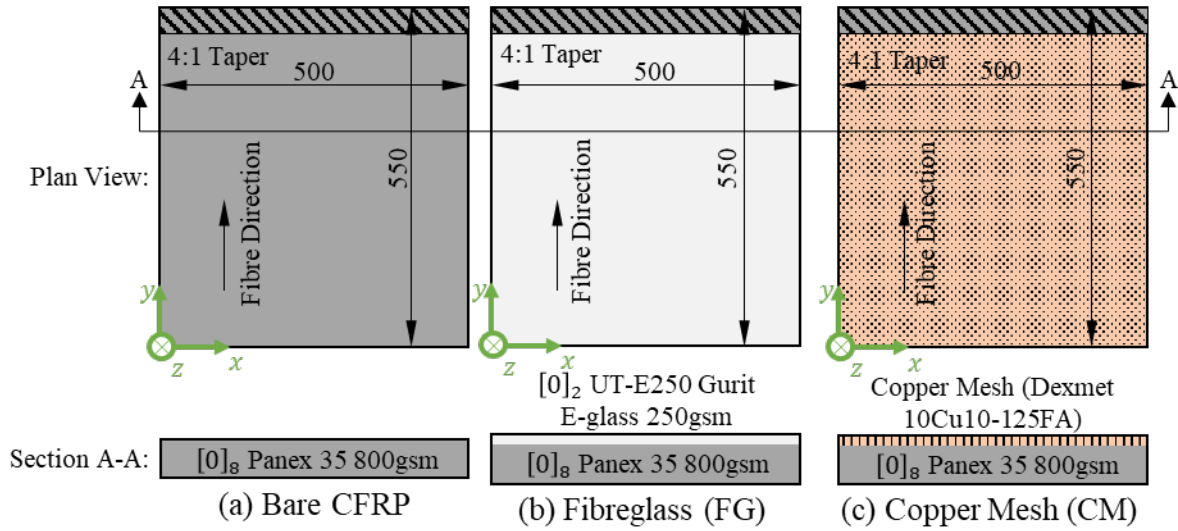 4:1 Taper
500
A
Plan View:
550
Fibre Direction
y
z
x
4:1 Taper
500
550
Fibre Direction
y
z
x
4:1 Taper
500
A
550
Fibre Direction
y
z
x
[0]₂ UT-E250 Gurit
E-glass 250gsm
Copper Mesh (Dexmet
10Cu10-125FA)
Section A-A:
[0]₈ Panex 35 800gsm
[0]₈ Panex 35 800gsm
[0]₈ Panex 35 800gsm
(a) Bare CFRP
(b) Fibreglass (FG)
(c) Copper Mesh (CM)